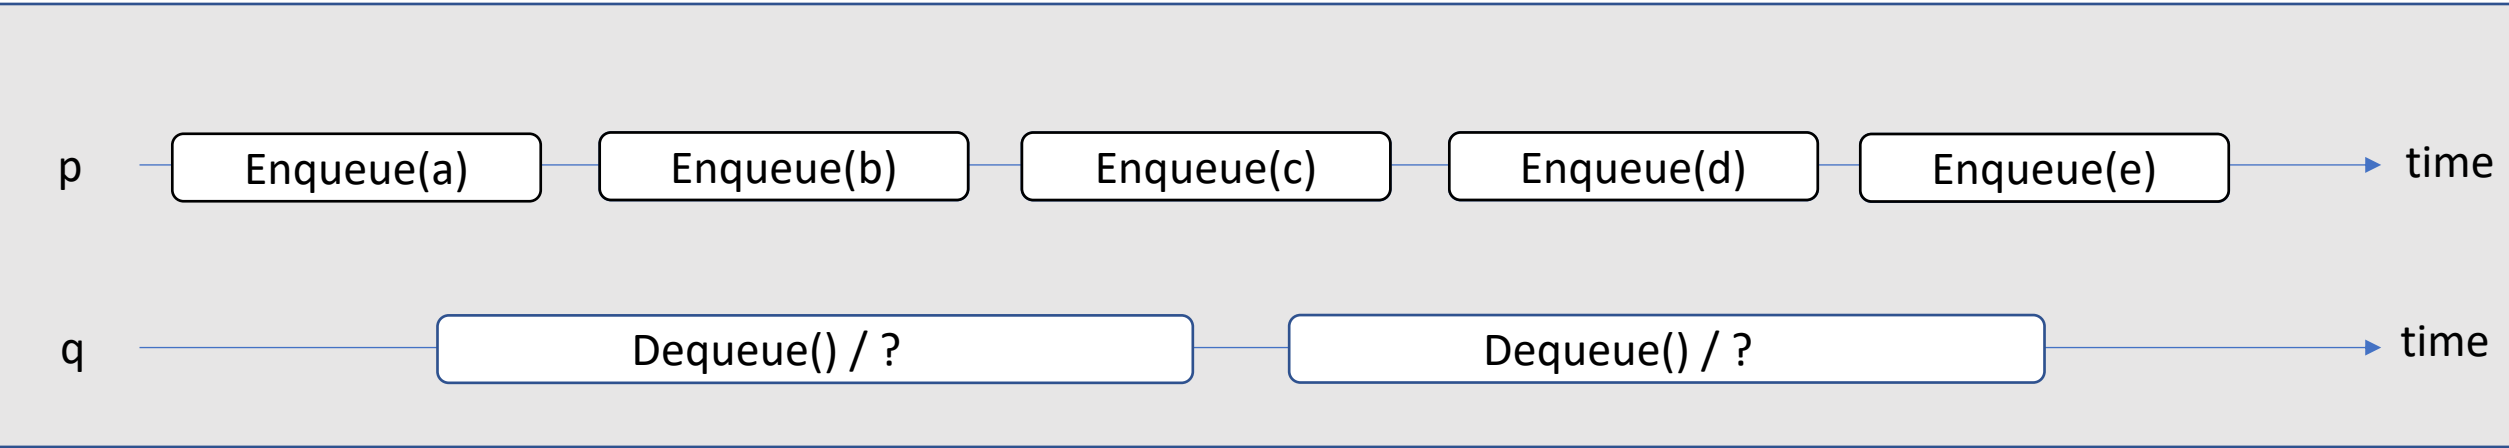 p Enqueue(a) Enqueue(b) Enqueue(c) Enqueue(d) Enqueue(e) time
q Dequeue() / ? Dequeue() / ? time